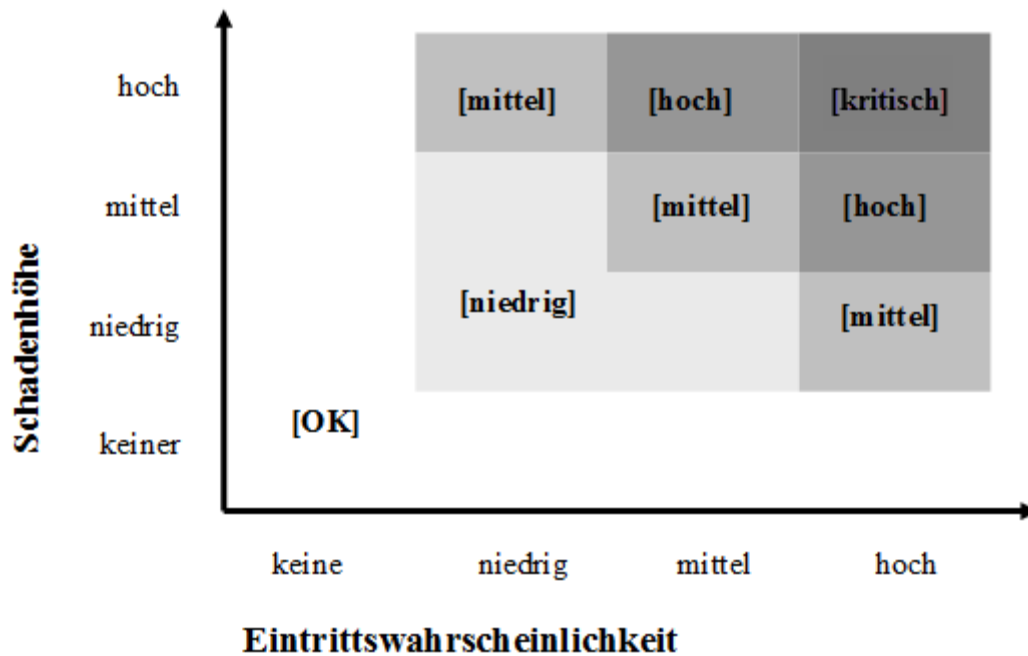 hoch
[mittel]
[hoch]
[kritisch]
mittel
[mittel]
[hoch]
Schadenhöhe
niedrig
[niedrig]
[mittel]
keiner
[OK]
keine
niedrig
mittel
hoch
Eintrittswahrscheinlichkeit